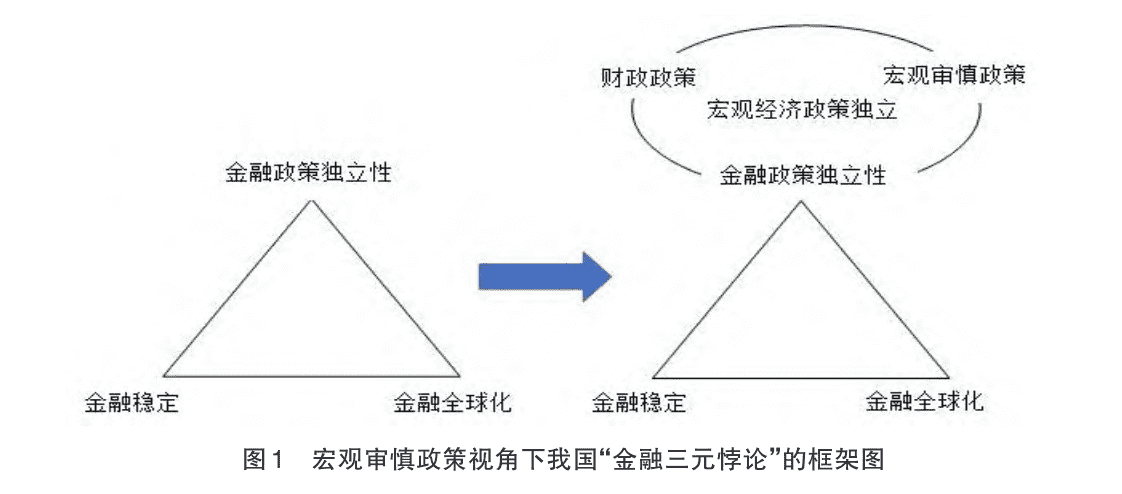 财政政策
宏观审慎政策
宏观经济政策独立
金融政策独立性
金融政策独立性
金融稳定
金融全球化
金融稳定
金融全球化
图1 宏观审慎政策视角下我国“金融三元悖论”的框架图